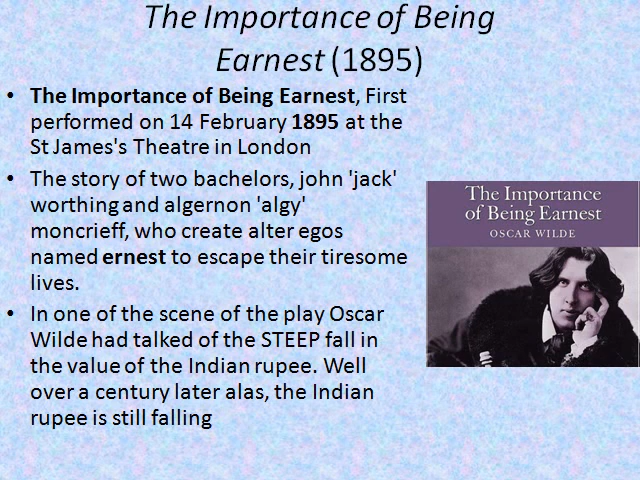 The Importance of Being
Earnest (1895)
• The Importance of Being Earnest, First
performed on 14 February 1895 at the
St James's Theatre in London
• The story of two bachelors, john 'jack'
worthing and algernon 'algy'
moncrieff, who create alter egos
named ernest to escape their tiresome
lives.
• In one of the scene of the play Oscar
Wilde had talked of the STEEP fall in
the value of the Indian rupee. Well
over a century later alas, the Indian
rupee is still falling
The Importance
of Being Earnest
OSCAR WILDE